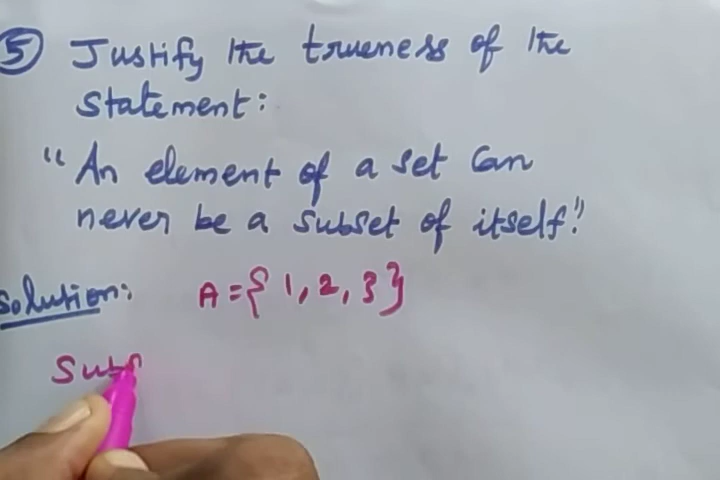 5 Justify the trueness of the
Statement:
"An element of a set can
never be a subset of itself."
Solution: A = {1, 2, 3}